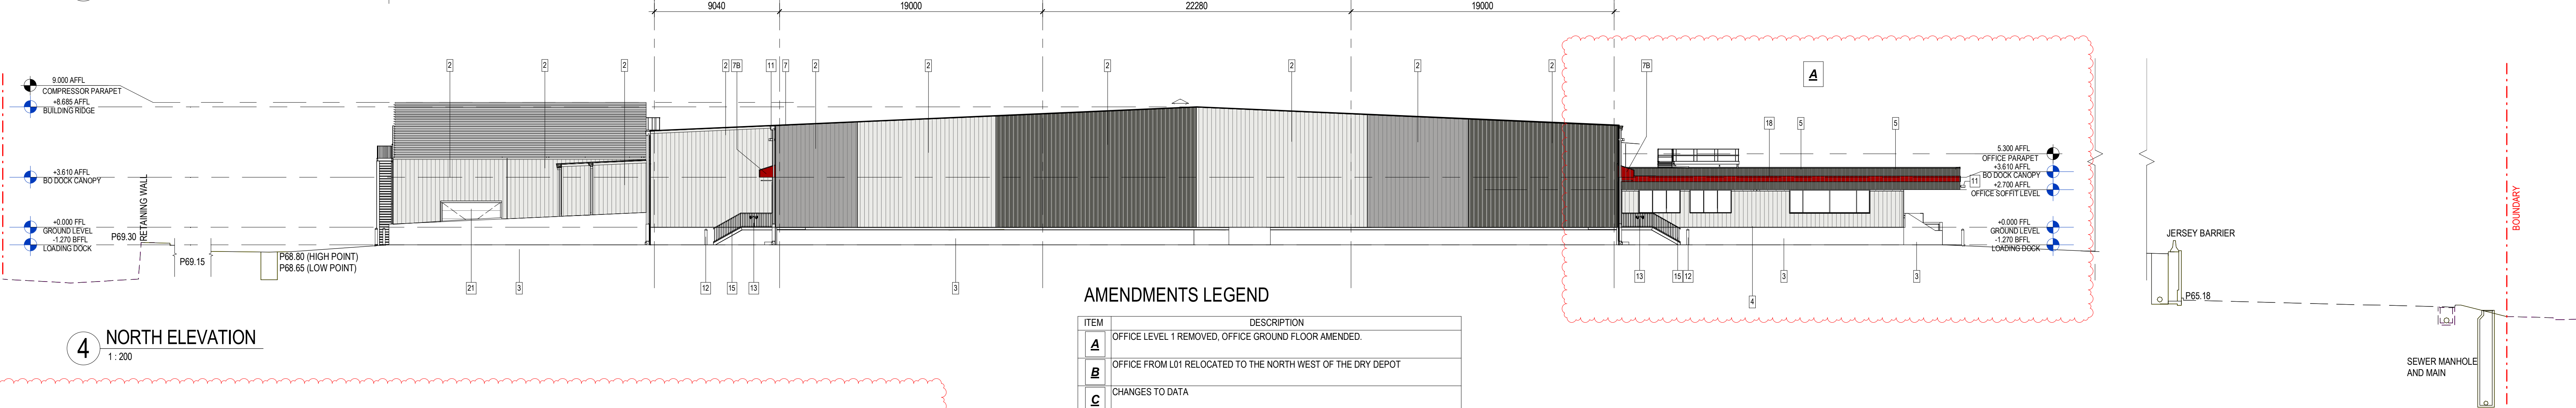 9040 19000 22280 19000
2 2 2 2 7B 11 7 2 2 2 2 2 2 7B A
9.000 AFFL
COMPRESSOR PARAPET
+8.685 AFFL
BUILDING RIDGE
18 5 5
5.300 AFFL
OFFICE PARAPET
+3.610 AFFL
BO DOCK CANOPY
+3.610 AFFL
BO DOCK CANOPY
11
+2.700 AFFL
OFFICE SOFFIT LEVEL
RETAINING WALL
BOUNDARY
+0.000 FFL
GROUND LEVEL
-1.270 BFFL
LOADING DOCK
+0.000 FFL
GROUND LEVEL
-1.270 BFFL
LOADING DOCK
P69.30
P69.15
P68.80 (HIGH POINT)
P68.65 (LOW POINT)
JERSEY BARRIER
21 3 12 15 13 3 13 15 12 3 3
4
P65.18
AMENDMENTS LEGEND
ITEM DESCRIPTION
A OFFICE LEVEL 1 REMOVED, OFFICE GROUND FLOOR AMENDED.
B OFFICE FROM L01 RELOCATED TO THE NORTH WEST OF THE DRY DEPOT
C CHANGES TO DATA
4 NORTH ELEVATION
1 : 200
SEWER MANHOLE
AND MAIN